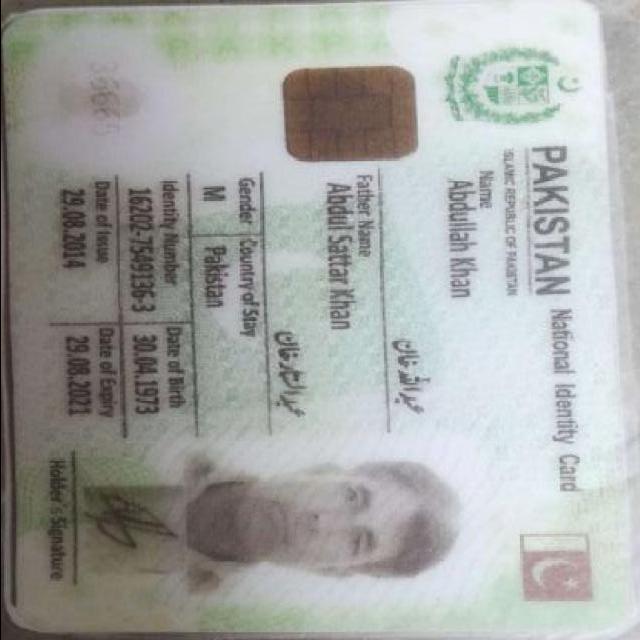 PAKISTAN National Identity Card
ISLAMIC REPUBLIC OF PAKISTAN
Name
Abdullah Khan
عبداللہ خان
Father Name
Abdil Sattar Khan
عبدالستار خان
Gender Country of Stay
M Pakistan
Identity Number Date of Birth
16202-7549336-3 30.04.1973
Date of Issue Date of Expiry
29.08.2014 29.08.2021
Holder's Signature